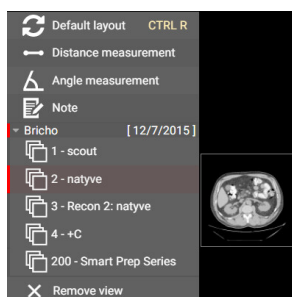 Default layout CTRL R
Distance measurement
Angle measurement
Note
Bricho [ 12/7/2015 ]
1 - scout
2 - natyve
3 - Recon 2: natyve
4 - +C
200 - Smart Prep Series
Remove view